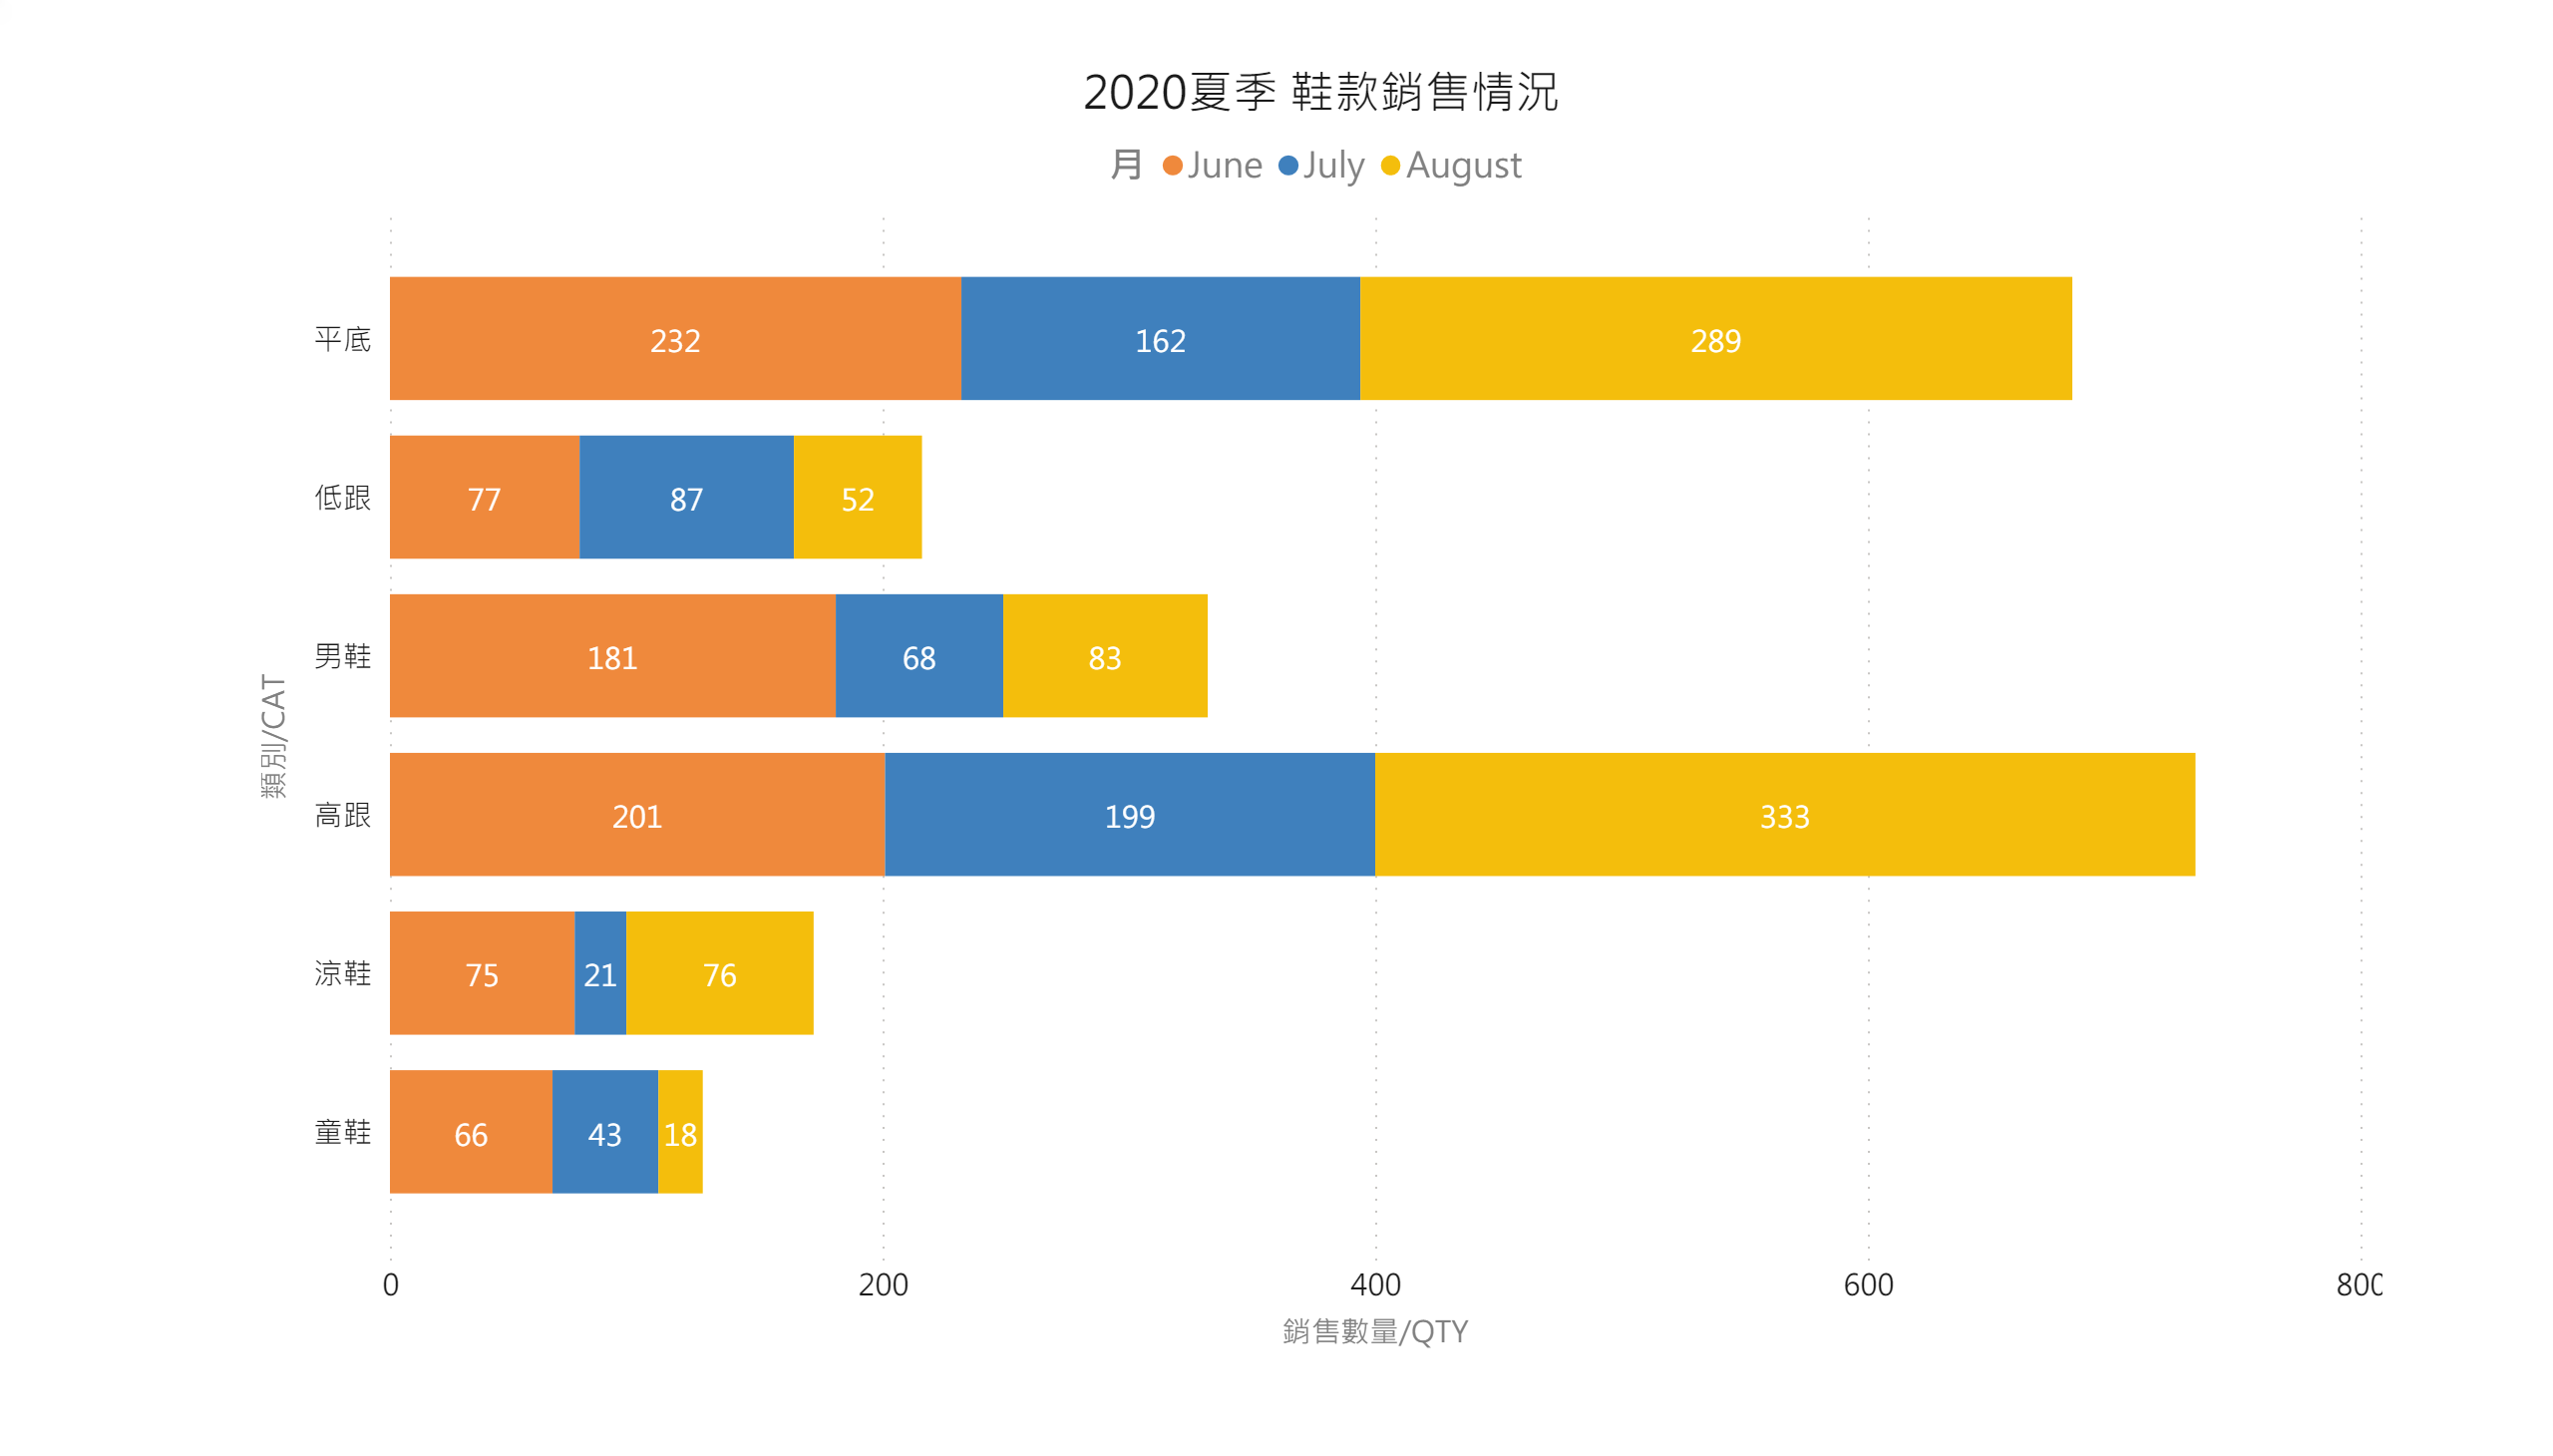 2020夏季 鞋款銷售情況
月 June July August
平底 232 162 289
低跟 77 87 52
男鞋 181 68 83
高跟 201 199 333
涼鞋 75 21 76
童鞋 66 43 18
類別/CAT
0 200 400 600 800
銷售數量/QTY